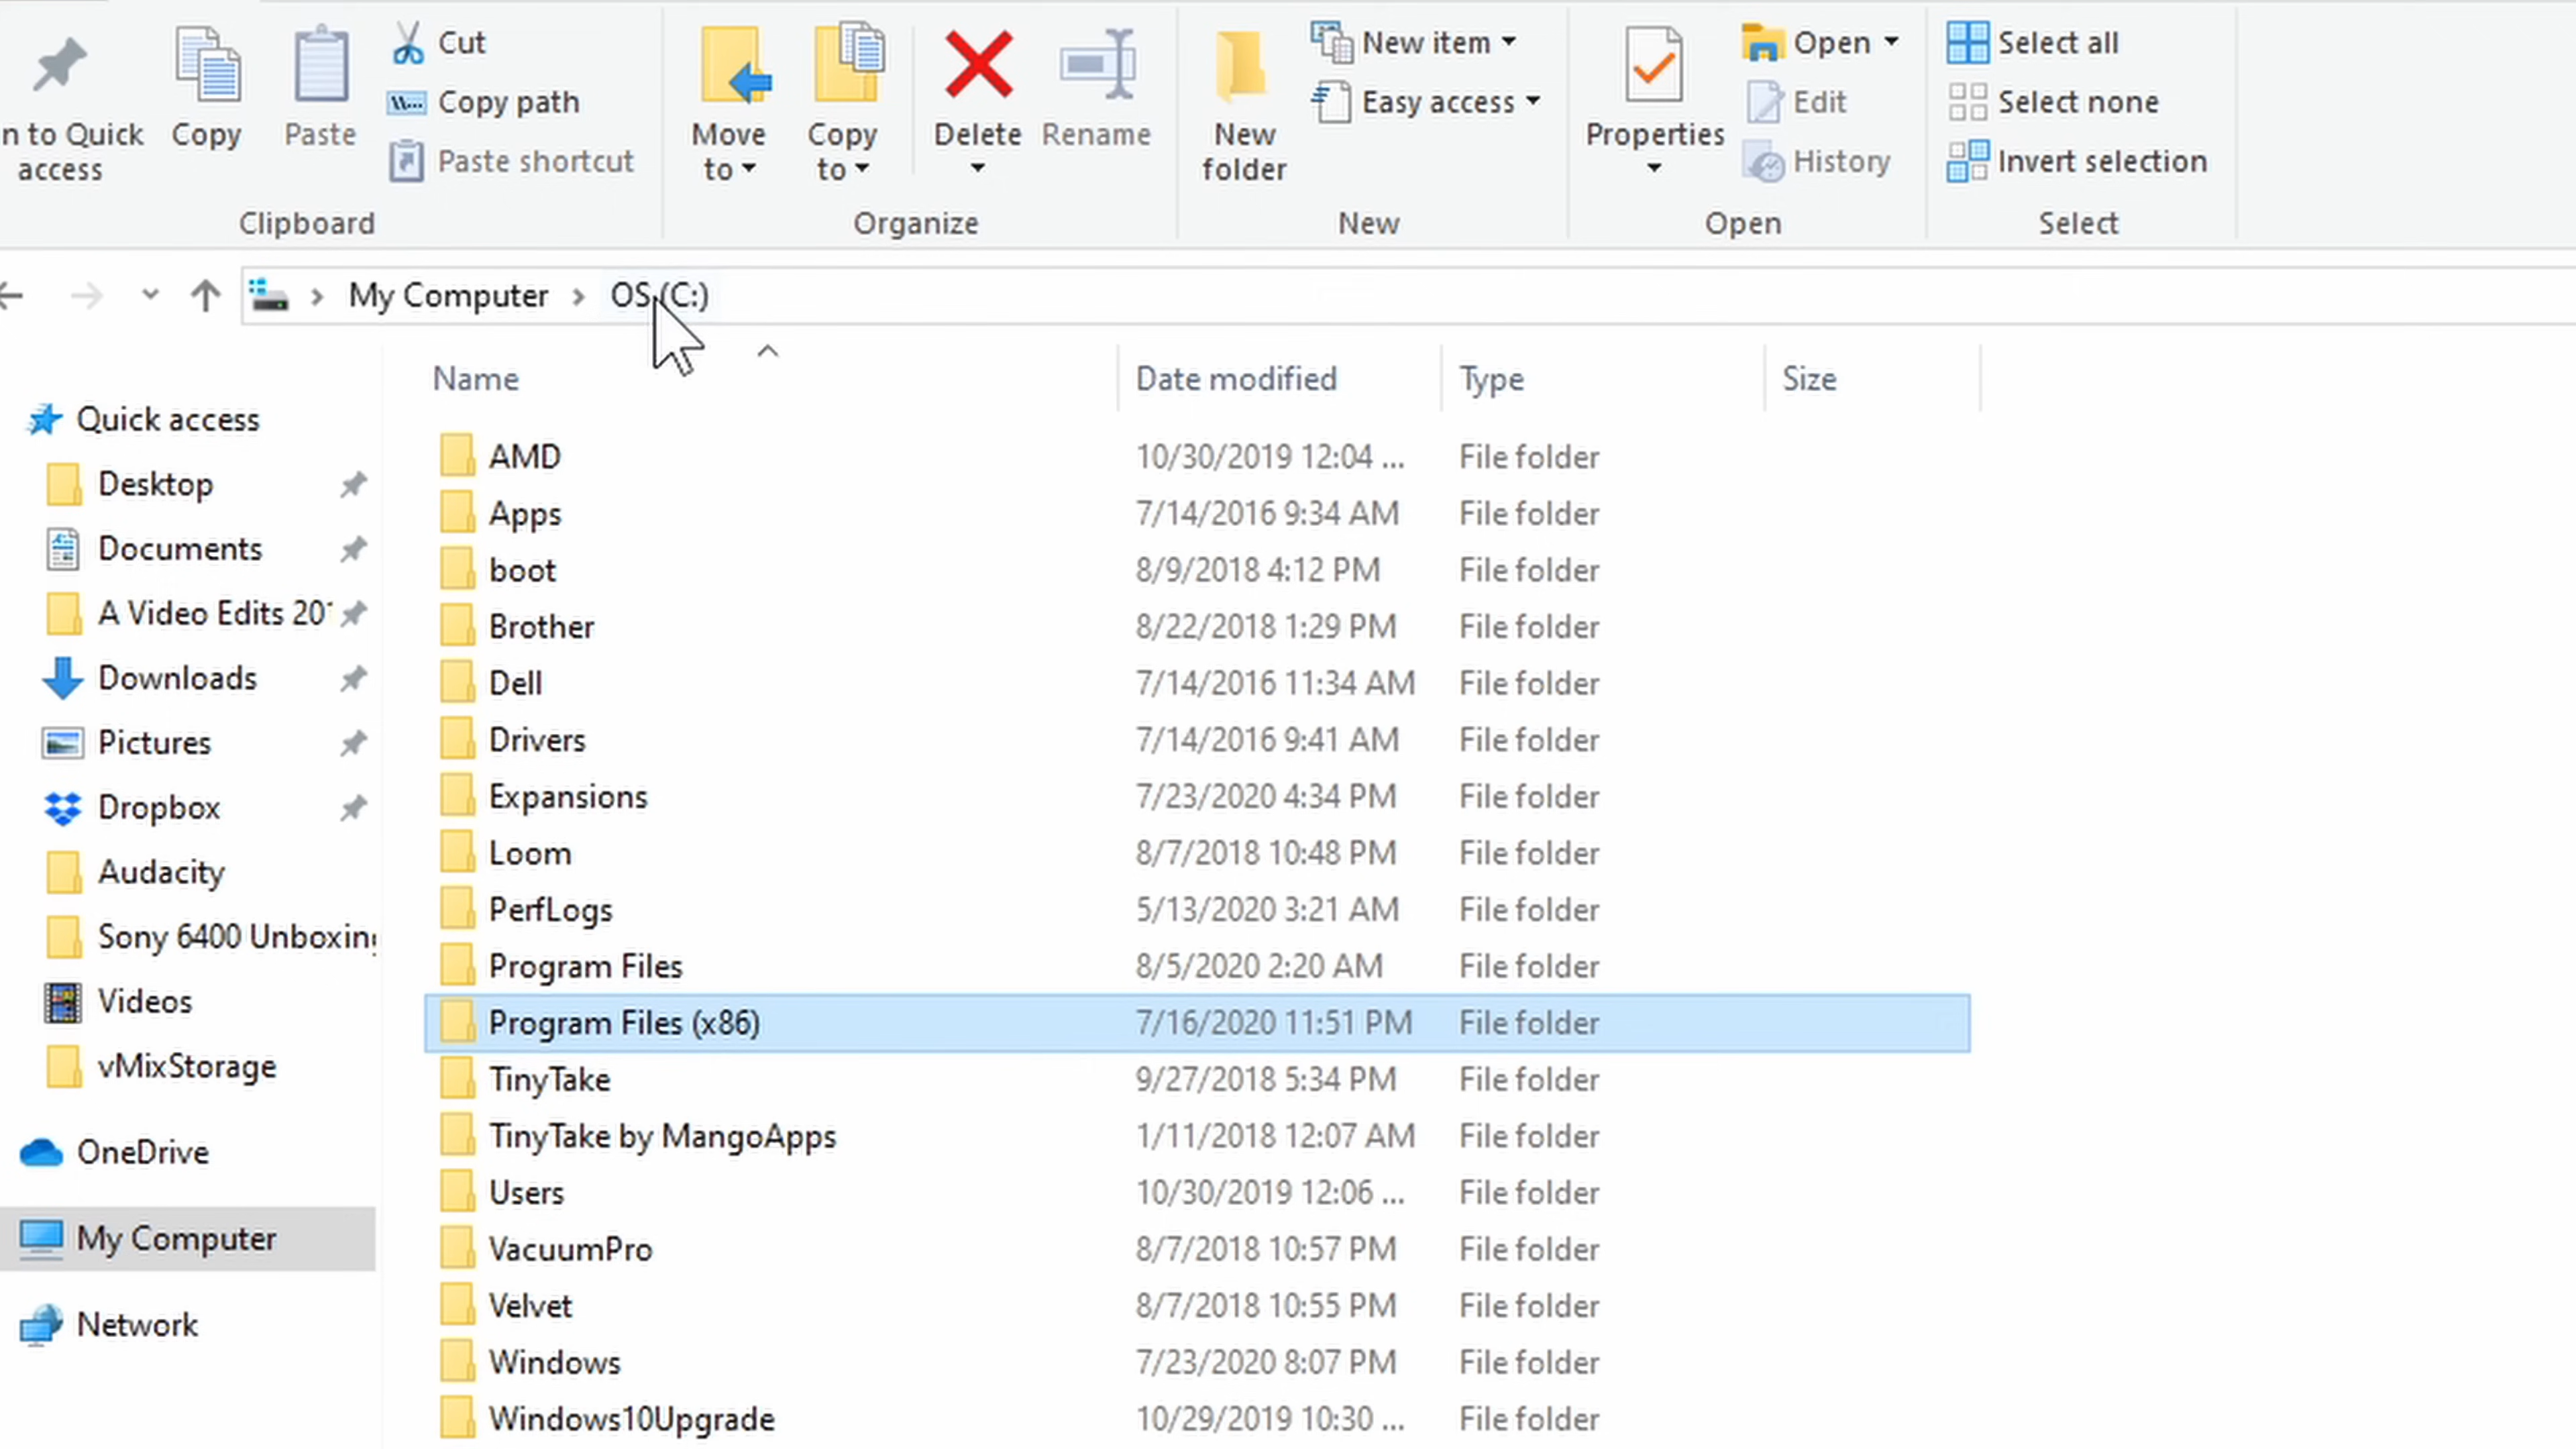 n to Quick
access
Copy
Paste
Cut
Copy path
Paste shortcut
Clipboard
Move
to
Copy
to
Delete
Rename
Organize
New
folder
New item
Easy access
New
Properties
Open
Edit
History
Open
Select all
Select none
Invert selection
Select
My Computer > OS (C:)
Name Date modified Type Size
Quick access
Desktop
Documents
A Video Edits 20
Downloads
Pictures
Dropbox
Audacity
Sony 6400 Unboxing
Videos
vMixStorage
OneDrive
My Computer
Network
AMD 10/30/2019 12:04 ... File folder
Apps 7/14/2016 9:34 AM File folder
boot 8/9/2018 4:12 PM File folder
Brother 8/22/2018 1:29 PM File folder
Dell 7/14/2016 11:34 AM File folder
Drivers 7/14/2016 9:41 AM File folder
Expansions 7/23/2020 4:34 PM File folder
Loom 8/7/2018 10:48 PM File folder
PerfLogs 5/13/2020 3:21 AM File folder
Program Files 8/5/2020 2:20 AM File folder
Program Files (x86) 7/16/2020 11:51 PM File folder
TinyTake 9/27/2018 5:34 PM File folder
TinyTake by MangoApps 1/11/2018 12:07 AM File folder
Users 10/30/2019 12:06 ... File folder
VacuumPro 8/7/2018 10:57 PM File folder
Velvet 8/7/2018 10:55 PM File folder
Windows 7/23/2020 8:07 PM File folder
Windows10Upgrade 10/29/2019 10:30 ... File folder